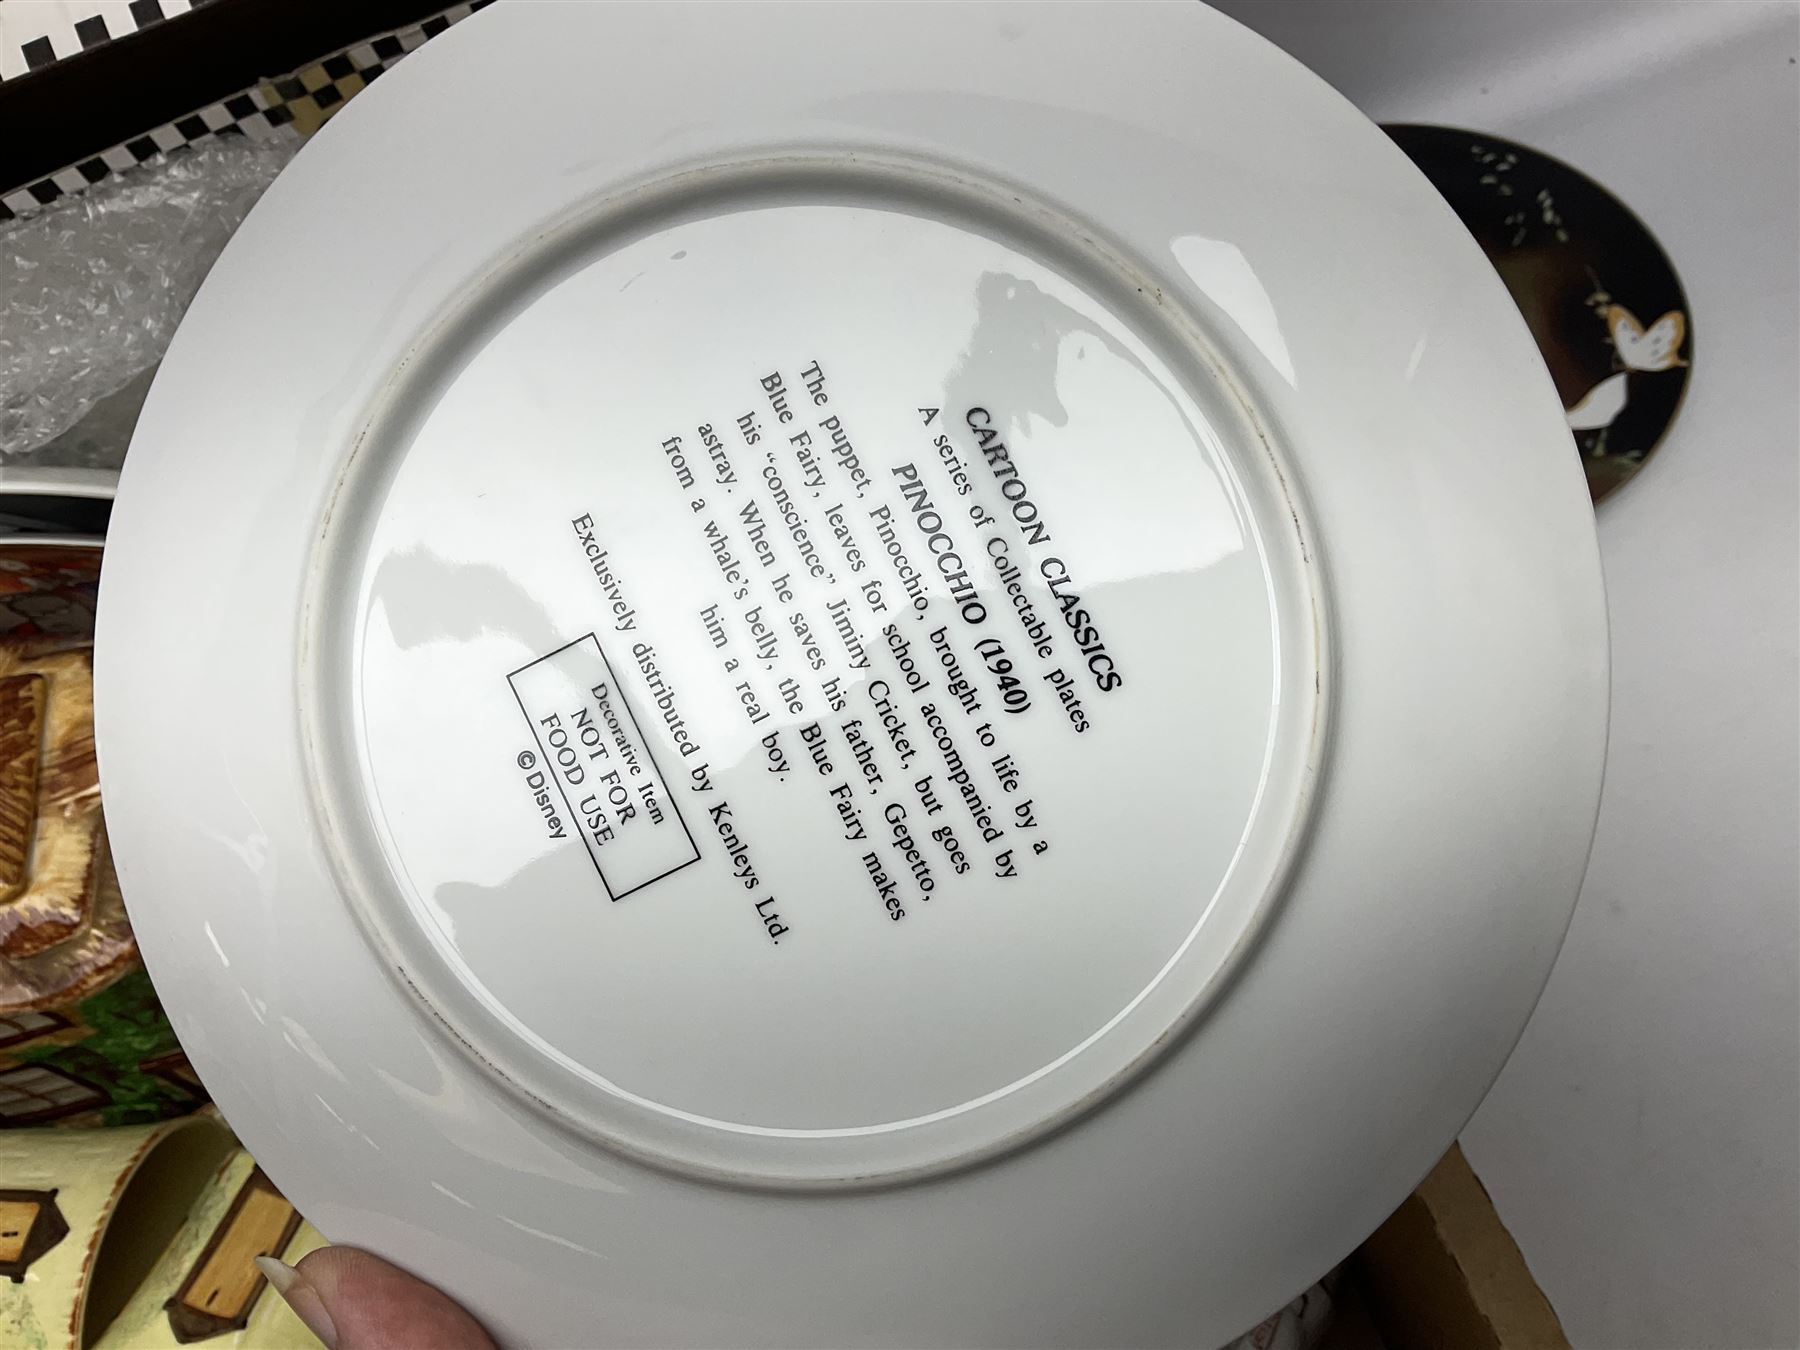 CARTOON CLASSICS
A series of Collectable plates
PINOCCHIO (1940)
The puppet, Pinocchio, brought to life by a
Blue Fairy, leaves for school accompanied by
his “conscience” Jiminy Cricket, but goes
astray. When he saves his father, Gepetto,
from a whale's belly, the Blue Fairy makes
him a real boy.
Exclusively distributed by Kenleys Ltd.
Decorative Item
NOT FOR
FOOD USE
©Disney